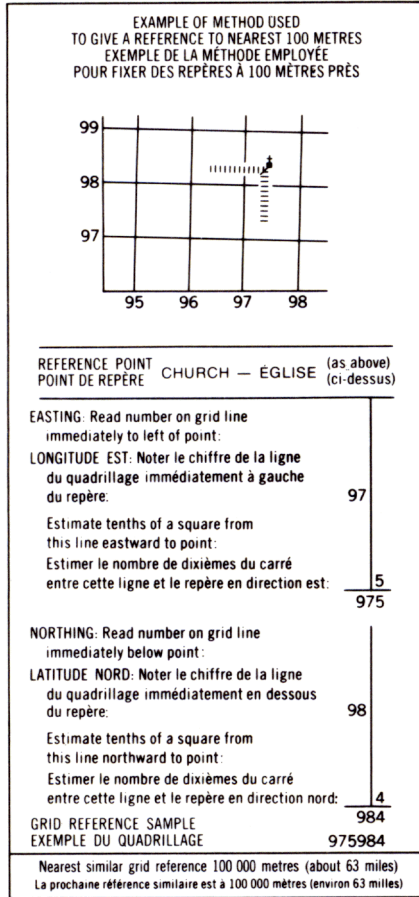 EXAMPLE OF METHOD USED
TO GIVE A REFERENCE TO NEAREST 100 METRES
EXEMPLE DE LA MÉTHODE EMPLOYÉE
POUR FIXER DES REPÈRES À 100 MÈTRES PRÈS
99
98
97
95 96 97 98
REFERENCE POINT
POINT DE REPÈRE
CHURCH — ÉGLISE
(as above)
(ci-dessus)
EASTING: Read number on grid line
immediately to left of point:
LONGITUDE EST: Noter le chiffre de la ligne
du quadrillage immédiatement à gauche
du repère: 97
Estimate tenths of a square from
this line eastward to point:
Estimer le nombre de dixièmes du carré
entre cette ligne et le repère en direction est: 5
975
NORTHING: Read number on grid line
immediately below point:
LATITUDE NORD: Noter le chiffre de la ligne
du quadrillage immédiatement en dessous
du repère: 98
Estimate tenths of a square from
this line northward to point:
Estimer le nombre de dixièmes du carré
entre cette ligne et le repère en direction nord: 4
984
GRID REFERENCE SAMPLE
EXEMPLE DU QUADRILLAGE 975984
Nearest similar grid reference 100 000 metres (about 63 miles)
La prochaine référence similaire est à 100 000 mètres (environ 63 miles)